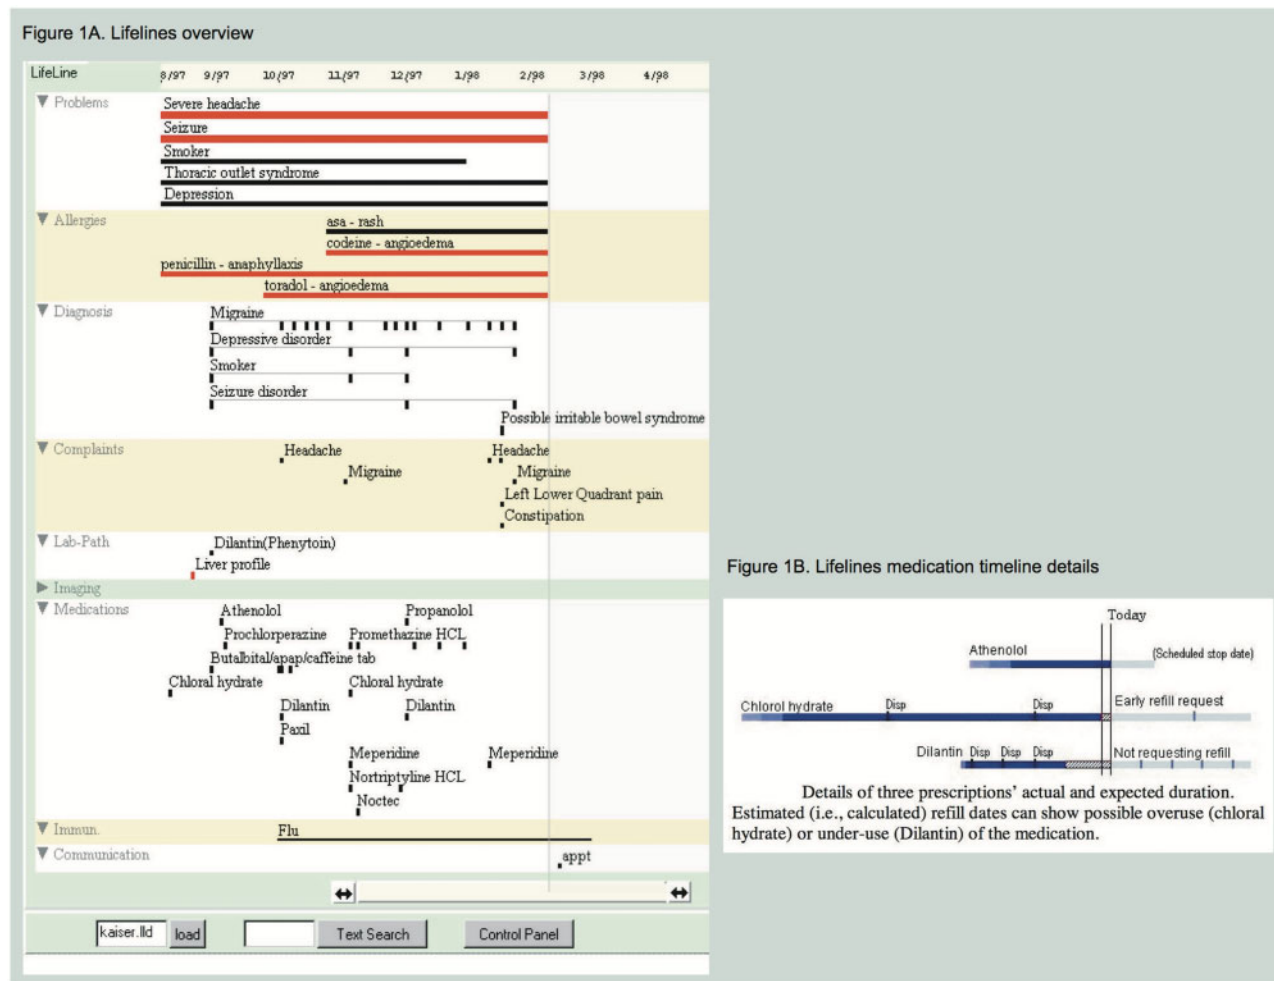 Figure 1A. Lifelines overview
LifeLine 8/97 9/97 10/97 11/97 12/97 1/98 2/98 3/98 4/98
Problems
Severe headache
Seizure
Smoker
Thoracic outlet syndrome
Depression
Allergies
asa - rash
codeine - angioedema
penicillin - anaphyllaxis
toradol - angioedema
Diagnosis
Migraine
Depressive disorder
Smoker
Seizure disorder
Possible irritable bowel syndrome
Complaints
Headache Headache
Migraine Migraine
Left Lower Quadrant pain
Constipation
Lab-Path
Dilantin(Phenytoin)
Liver profile
Imaging
Medications
Athenolol Propanolol
Prochlorperazine Promethazine HCL
Butalbital/apap/caffeine tab
Chloral hydrate Chloral hydrate
Dilantin Dilantin
Paxil
Meperidine Meperidine
Nortriptyline HCL
Noctec
Immun.
Flu
Communication
appt
kaiser.lld load Text Search Control Panel
Figure 1B. Lifelines medication timeline details
Today
Athenolol (Scheduled stop date)
Chlorol hydrate Disp Disp Early refill request
Dilantin Disp Disp Disp Not requesting refill
Details of three prescriptions' actual and expected duration.
Estimated (i.e., calculated) refill dates can show possible overuse (chloral
hydrate) or under-use (Dilantin) of the medication.